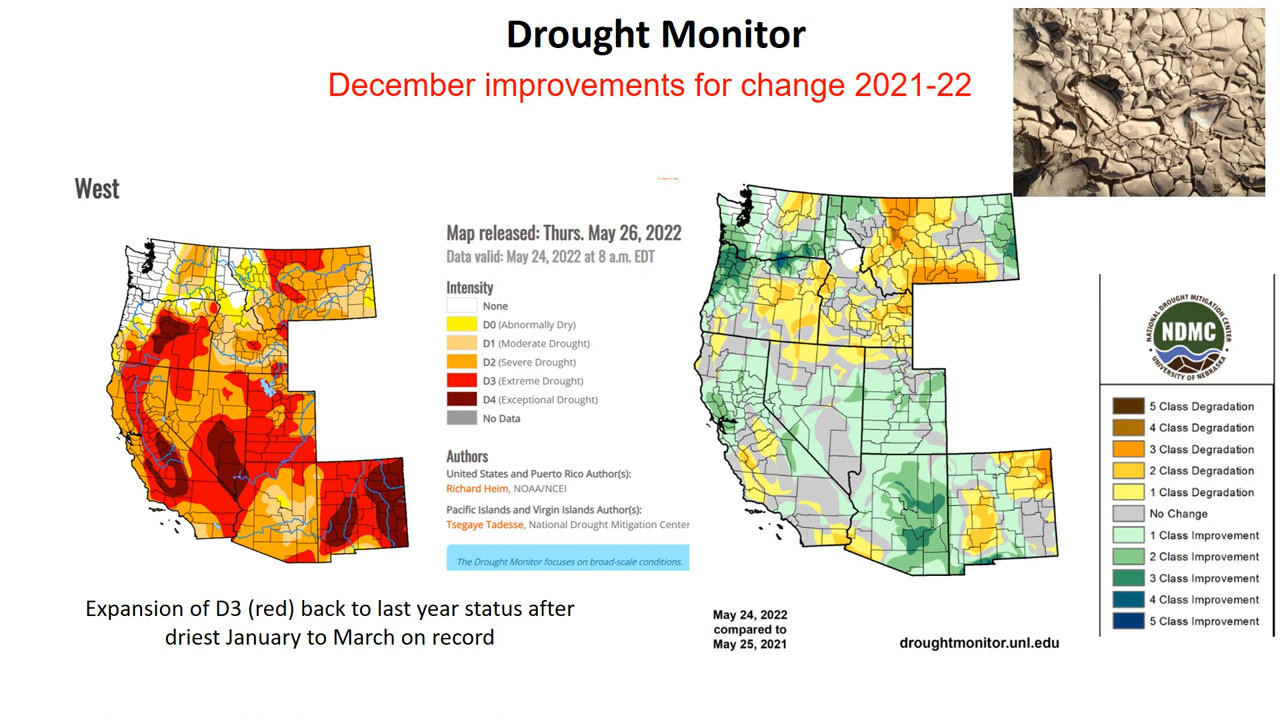 Drought Monitor
December improvements for change 2021-22
West
Map released: Thurs. May 26, 2022
Data valid: May 24, 2022 at 8 a.m. EDT
Intensity
None
D0 (Abnormally Dry)
D1 (Moderate Drought)
D2 (Severe Drought)
D3 (Extreme Drought)
D4 (Exceptional Drought)
No Data
Authors
United States and Puerto Rico Author(s):
Richard Heim, NOAA/NCEI
Pacific Islands and Virgin Islands Author(s):
Tsegaye Tadesse, National Drought Mitigation Center
The Drought Monitor focuses on broad-scale conditions.
Expansion of D3 (red) back to last year status after
driest January to March on record
May 24, 2022
compared to
May 25, 2021
droughtmonitor.unl.edu
NATIONAL DROUGHT MITIGATION CENTER
NDMC
UNIVERSITY OF NEBRASKA
5 Class Degradation
4 Class Degradation
3 Class Degradation
2 Class Degradation
1 Class Degradation
No Change
1 Class Improvement
2 Class Improvement
3 Class Improvement
4 Class Improvement
5 Class Improvement